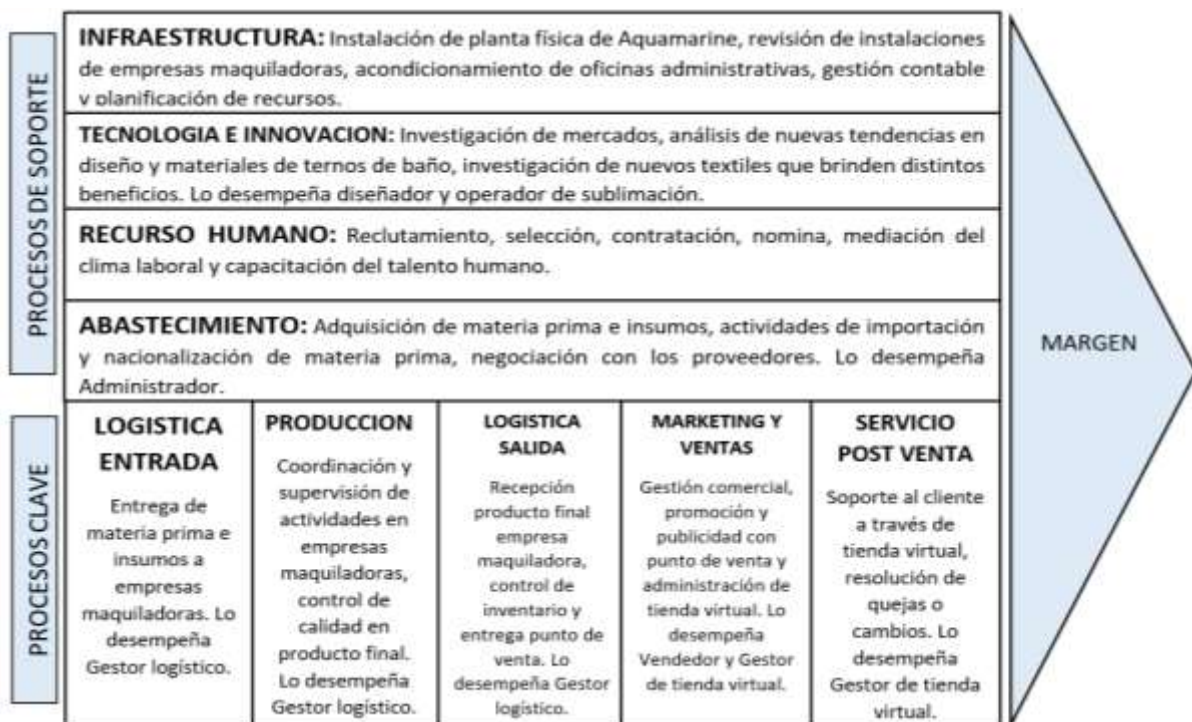 PROCESOS DE SOPORTE
INFRAESTRUCTURA: Instalación de planta física de Aquamarine, revisión de instalaciones
de empresas maquiladoras, acondicionamiento de oficinas administrativas, gestión contable
y planificación de recursos.
TECNOLOGIA E INNOVACION: Investigación de mercados, análisis de nuevas tendencias en
diseño y materiales de ternos de baño, investigación de nuevos textiles que brinden distintos
beneficios. Lo desempeña diseñador y operador de sublimación.
RECURSO HUMANO: Reclutamiento, selección, contratación, nomina, mediación del
clima laboral y capacitación del talento humano.
ABASTECIMIENTO: Adquisición de materia prima e insumos, actividades de importación
y nacionalización de materia prima, negociación con los proveedores. Lo desempeña
Administrador.
MARGEN
PROCESOS CLAVE
LOGISTICA
ENTRADA
Entrega de
materia prima e
insumos a
empresas
maquiladoras. Lo
desempeña
Gestor logístico.
PRODUCCION
Coordinación y
supervisión de
actividades en
empresas
maquiladoras,
control de
calidad en
producto final.
Lo desempeña
Gestor logístico.
LOGISTICA
SALIDA
Recepción
producto final
empresa
maquiladora,
control de
inventario y
entrega punto de
venta. Lo
desempeña Gestor
logístico.
MARKETING Y
VENTAS
Gestión comercial,
promoción y
publicidad con
punto de venta y
administración de
tienda virtual. Lo
desempeña
Vendedor y Gestor
de tienda virtual.
SERVICIO
POST VENTA
Soporte al cliente
a través de
tienda virtual,
resolución de
quejas o
cambios. Lo
desempeña
Gestor de tienda
virtual.